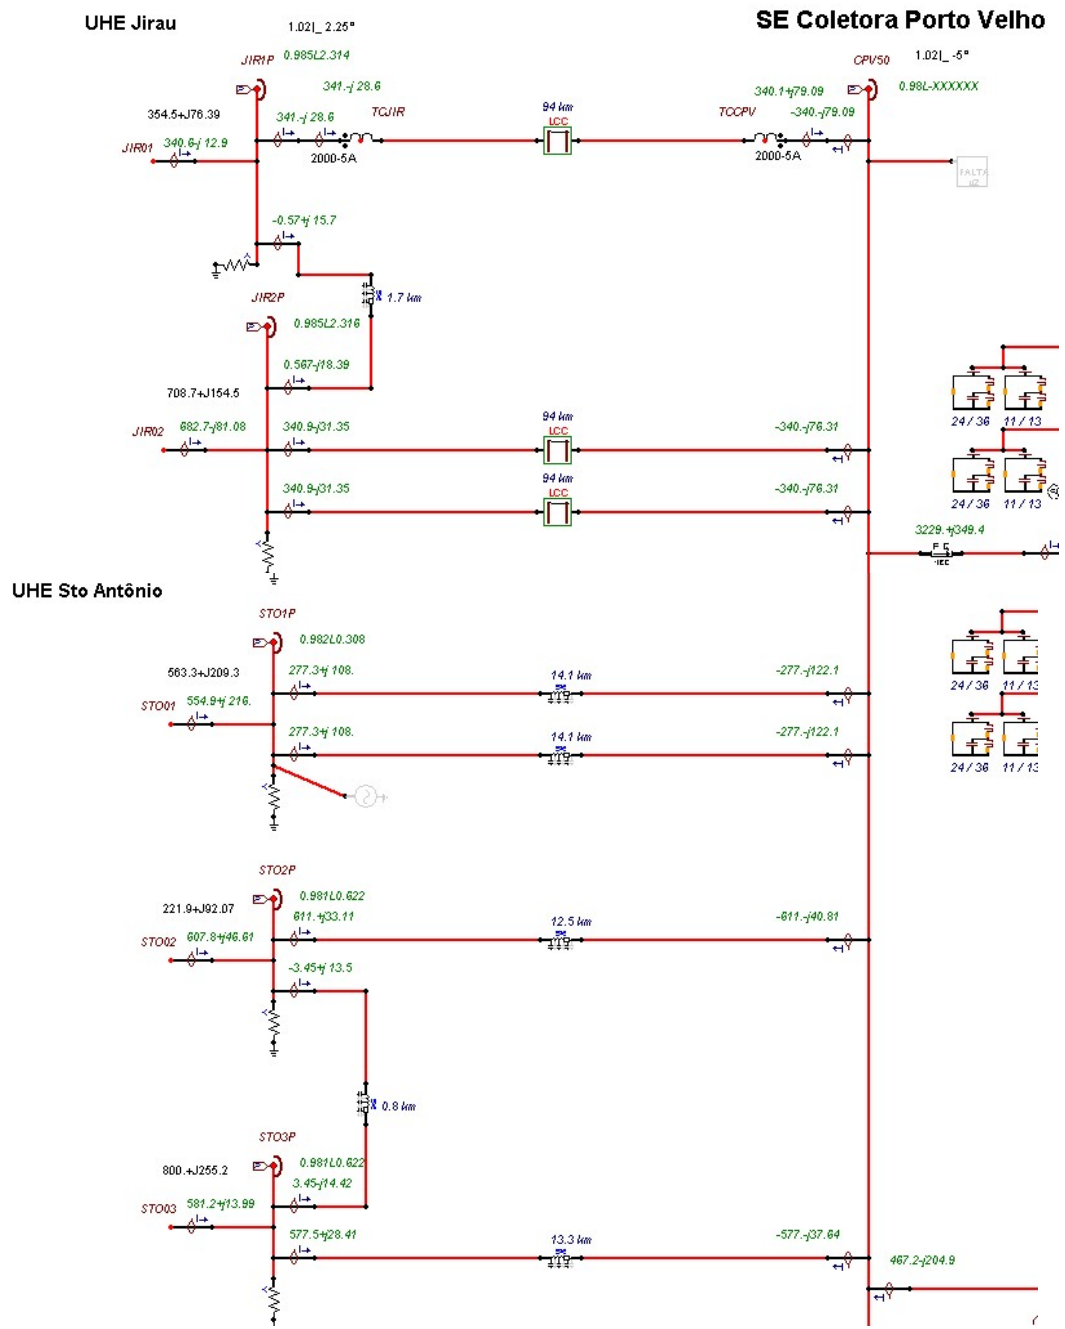 UHE Jirau
SE Coletora Porto Velho
1.02|_ 2.25°
JIR1P
0.985L2.314
1.02|_ -5°
CPV50
0.98L-XXXXXX
341.-j 28.6
340.1+j79.09
354.5+J76.39
341.-j 28.6
TCJIR
94 km
LCC
TCCPV
-340.-j79.09
JIR01
340.6-j 12.9
2000-5A
2000-5A
FALTA
-0.57+j 15.7
1.7 km
JIR2P
0.985L2.316
0.567-j18.39
708.7+J154.5
JIR02
682.7-j81.08
340.9-j31.35
94 km
LCC
-340.-j76.31
24 / 36
11 / 13
340.9-j31.35
94 km
LCC
-340.-j76.31
24 / 36
11 / 13
3229.+j349.4
UHE Sto Antônio
STO1P
0.982L0.308
563.3+J209.3
277.3+j 108.
14.1 km
-277.-j122.1
24 / 36
11 / 13
STO01
554.9+j 216.
277.3+j 108.
14.1 km
-277.-j122.1
24 / 36
11 / 13
STO2P
0.981L0.622
221.9+J92.07
611.+j33.11
12.5 km
-611.-j40.81
STO02
607.8+j46.61
-3.45+j 13.5
0.8 km
STO3P
0.981L0.622
800.+J255.2
3.45-j14.42
STO03
581.2+j13.99
577.5+j28.41
13.3 km
-577.-j37.64
467.2-j204.9